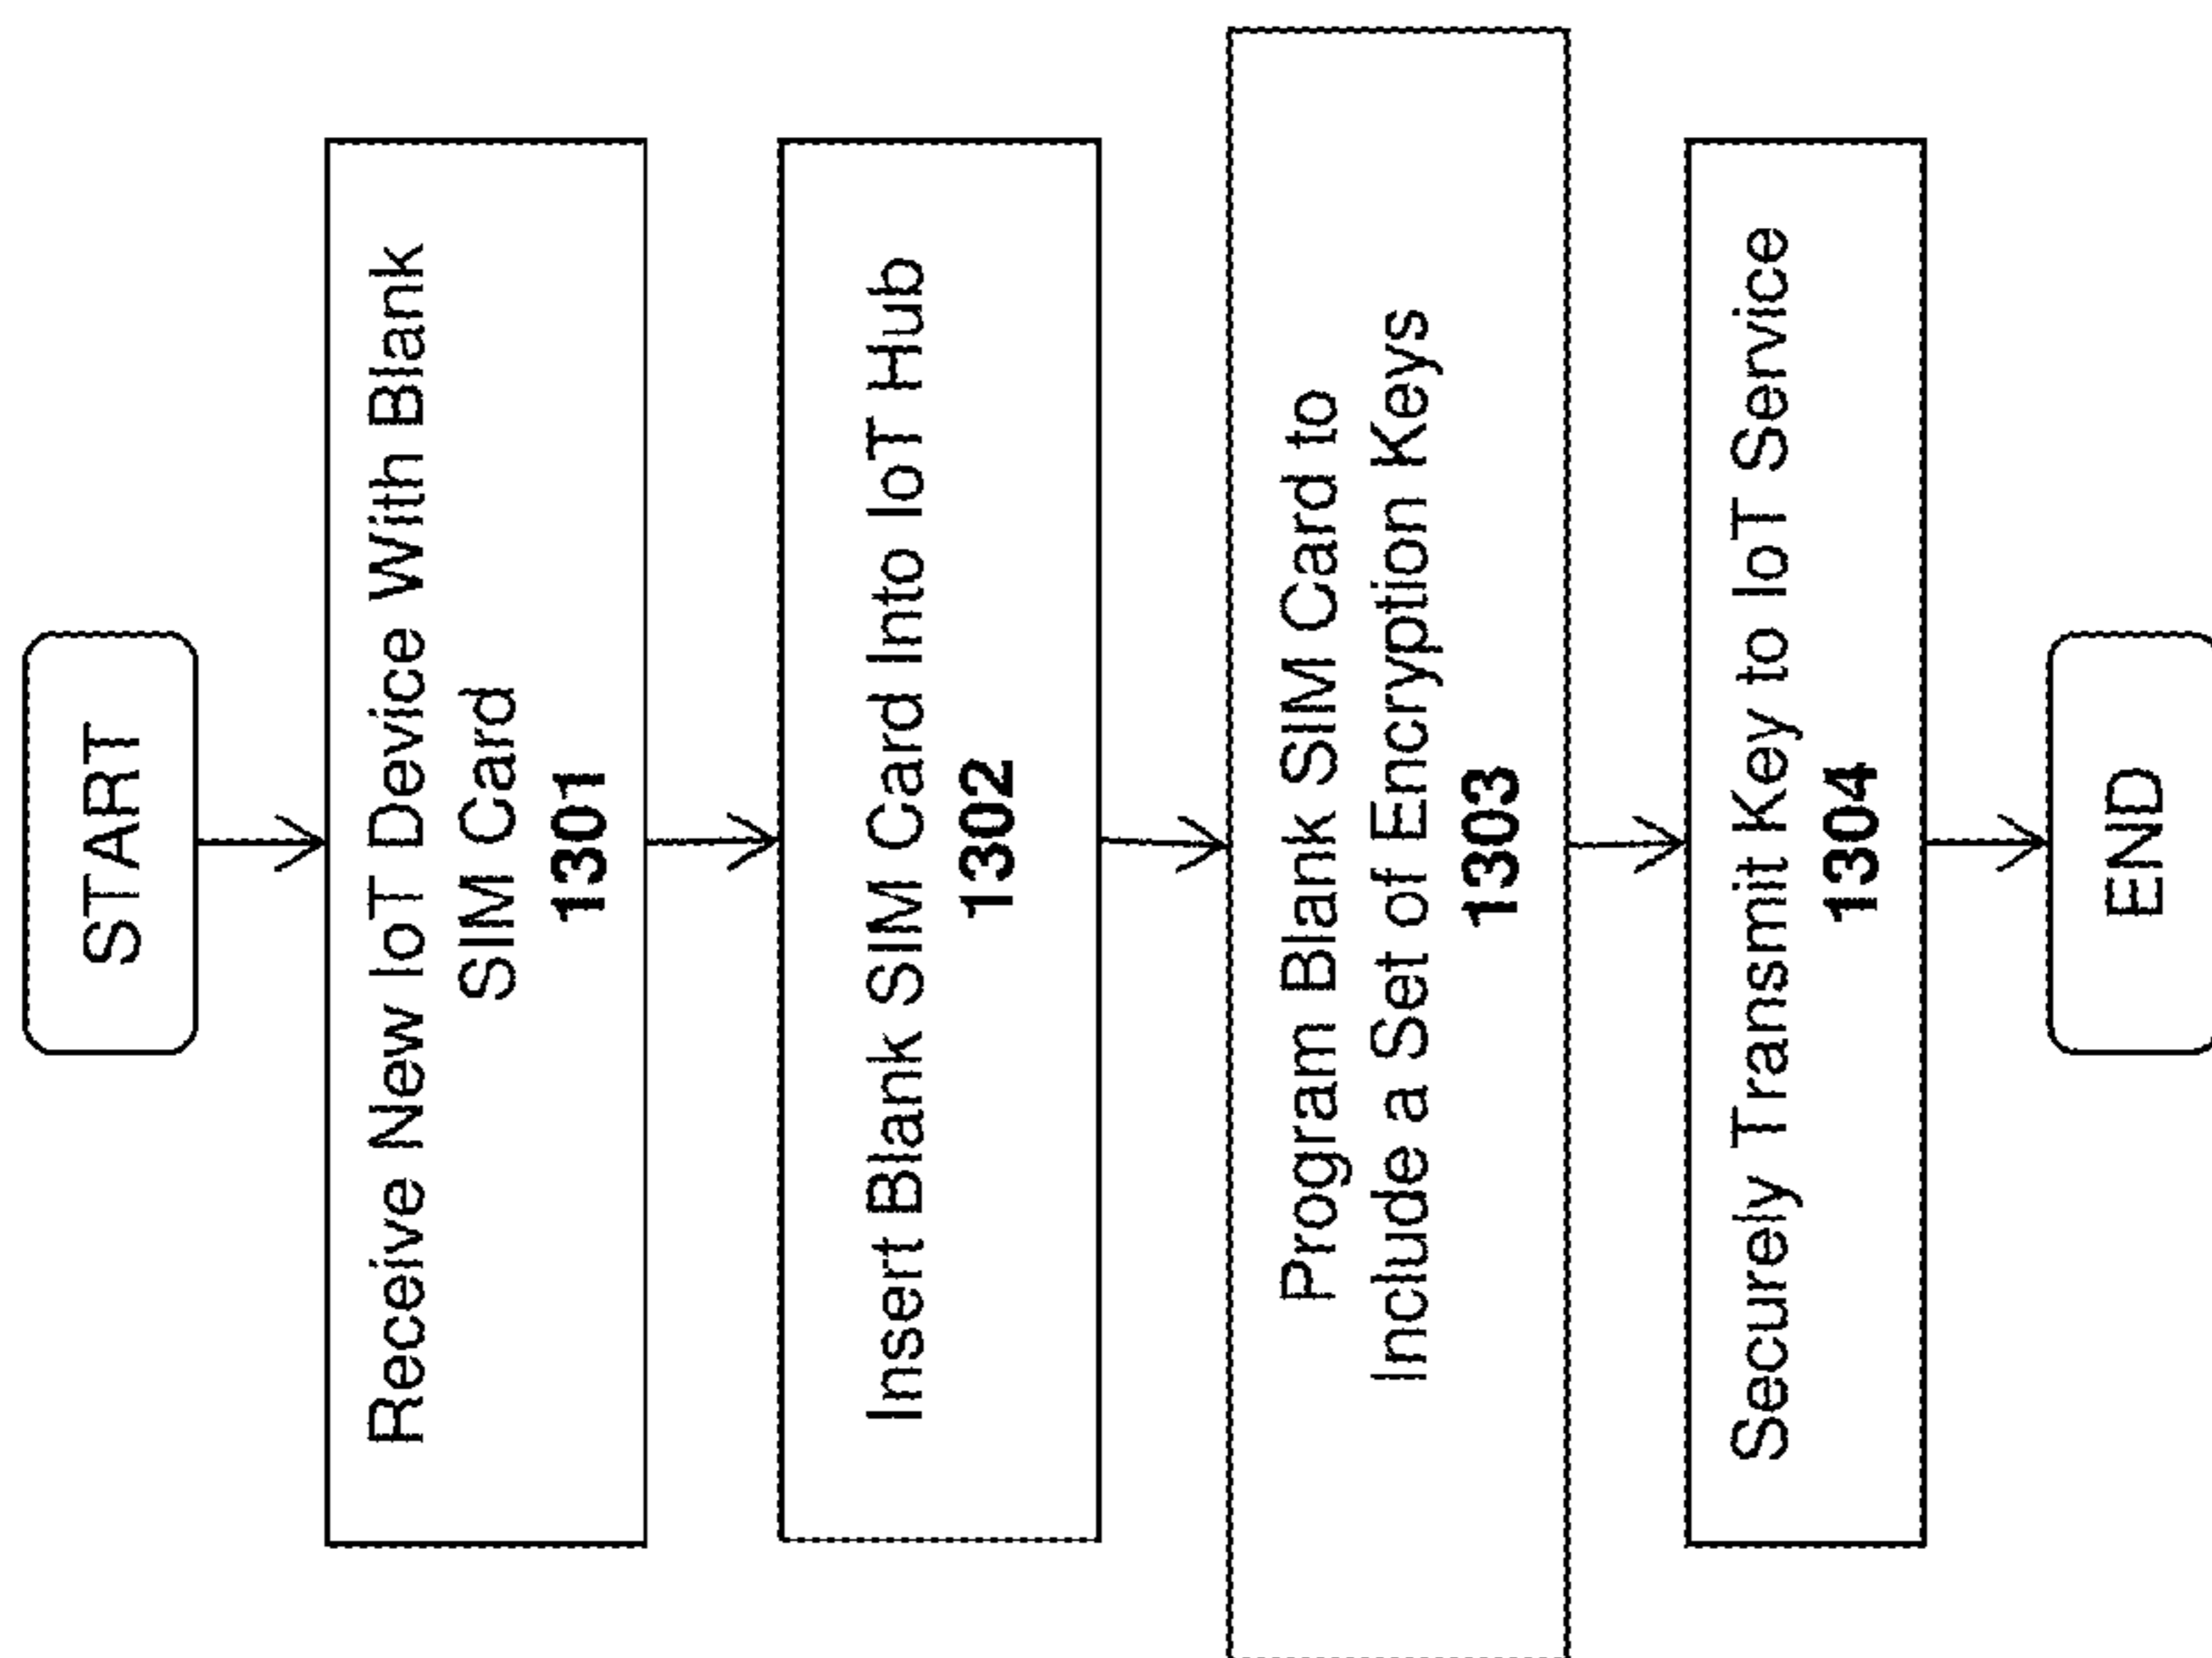 START
Receive New IoT Device With Blank
SIM Card
1301
Insert Blank SIM Card Into IoT Hub
1302
Program Blank SIM Card to
Include a Set of Encryption Keys
1303
Securely Transmit Key to IoT Service
1304
END